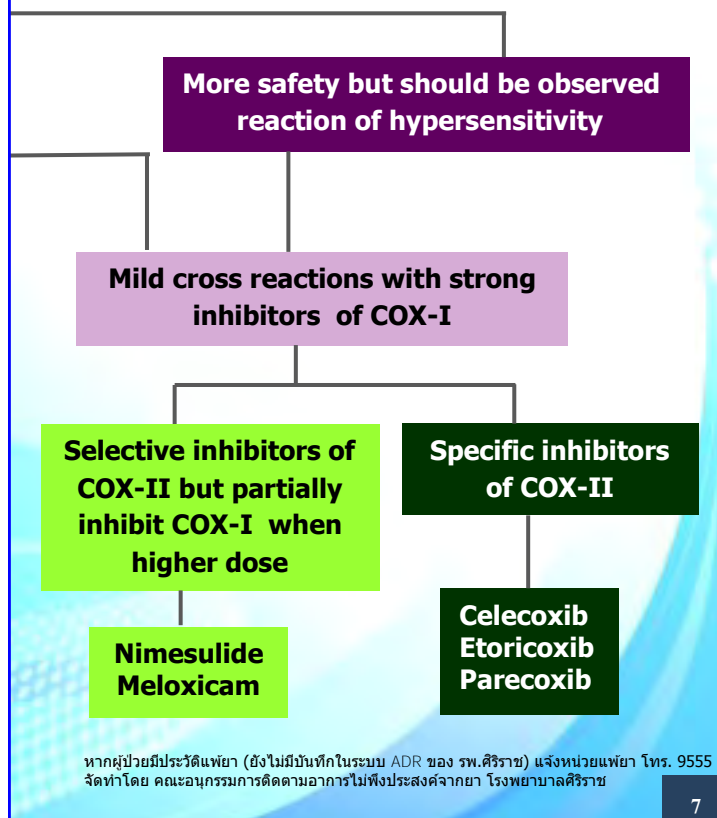 More safety but should be observed
reaction of hypersensitivity
Mild cross reactions with strong
inhibitors of COX-I
Selective inhibitors of
COX-II but partially
inhibit COX-I when
higher dose
Specific inhibitors
of COX-II
Nimesulide
Meloxicam
Celecoxib
Etoricoxib
Parecoxib
หากผู้ป่วยมีประวัติแพ้ยา (ยังไม่มีบันทึกในระบบ ADR ของ รพ.ศิริราช) แจ้งหน่วยแพ้ยา โทร. 9555
จัดทำโดย คณะอนุกรรมการติดตามอาการไม่พึงประสงค์จากยา โรงพยาบาลศิริราช
7